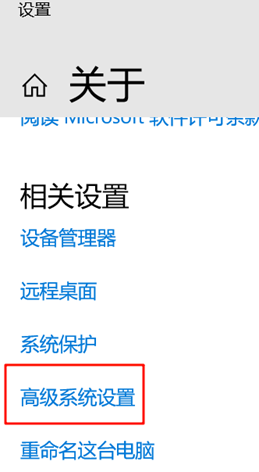 设置
关于
阅读 Microsoft 软件许可条款
相关设置
设备管理器
远程桌面
系统保护
高级系统设置
重命名这台电脑